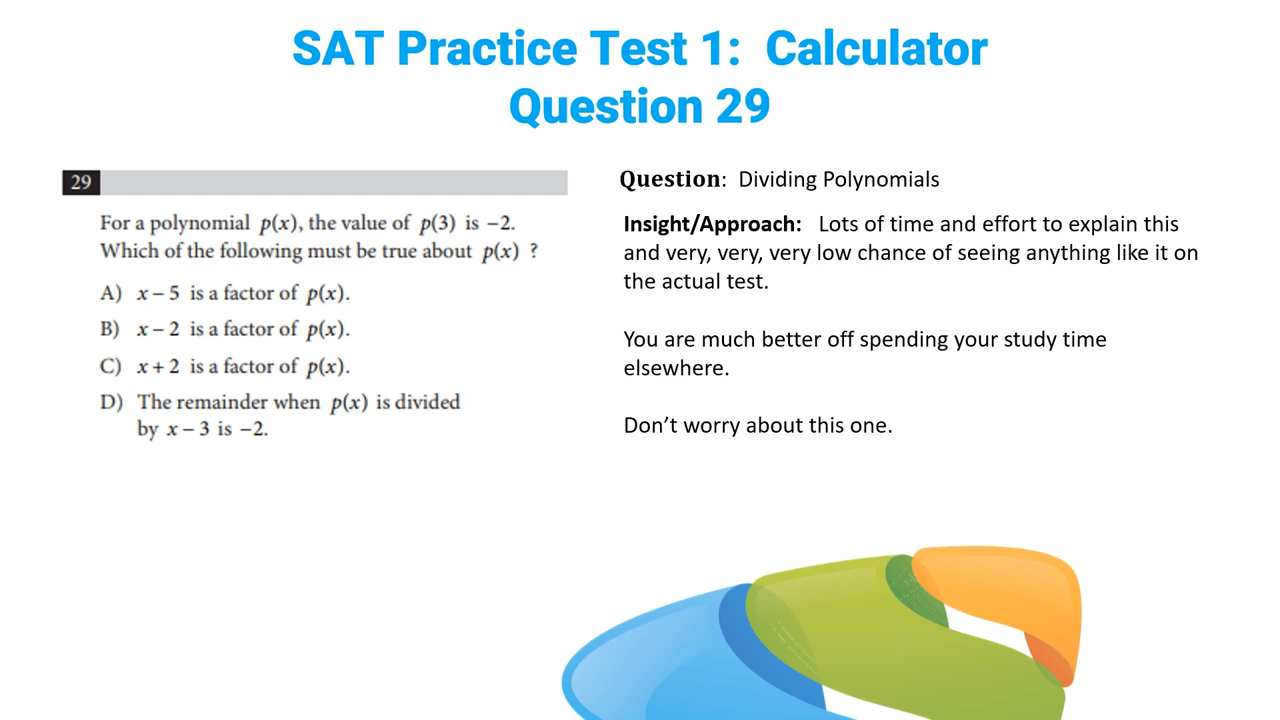 SAT Practice Test 1:  Calculator
Question 29
29
For a polynomial p(x), the value of p(3) is −2.
Which of the following must be true about p(x) ?
A) x − 5 is a factor of p(x).
B) x − 2 is a factor of p(x).
C) x + 2 is a factor of p(x).
D) The remainder when p(x) is divided
by x − 3 is −2.
Question:  Dividing Polynomials
Insight/Approach:   Lots of time and effort to explain this
and very, very, very low chance of seeing anything like it on
the actual test.
You are much better off spending your study time
elsewhere.
Don’t worry about this one.